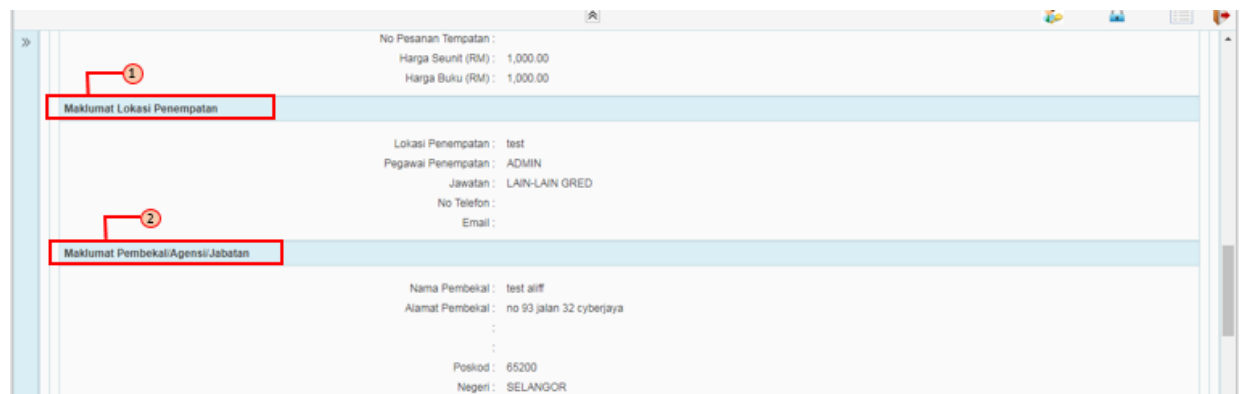 No Pesanan Tempatan :
Harga Seunit (RM) : 1,000.00
1
Harga Buku (RM) : 1,000.00
Maklumat Lokasi Penempatan
Lokasi Penempatan : test
Pegawai Penempatan : ADMIN
Jawatan : LAIN-LAIN GRED
No Telefon :
2
Email :
Maklumat Pembekal/Agensi/Jabatan
Nama Pembekal : test aliff
Alamat Pembekal : no 93 jalan 32 cyberjaya
:
:
Poskod : 65200
Negeri : SELANGOR